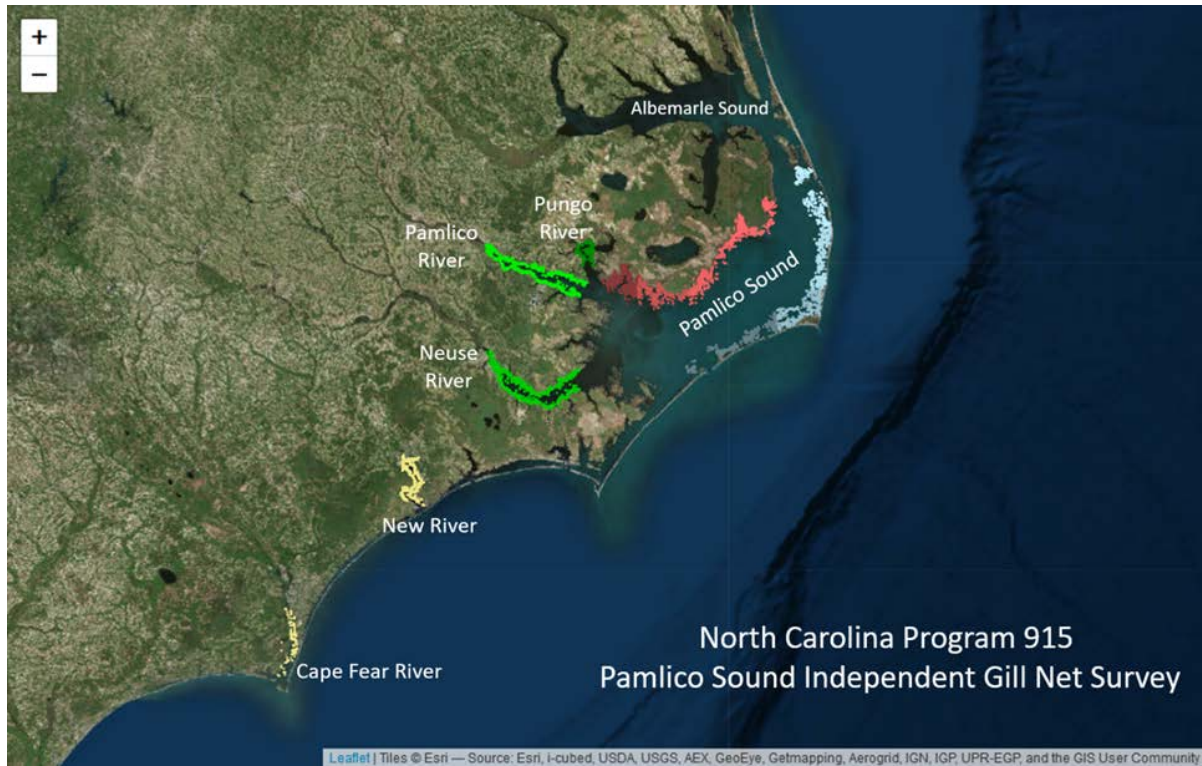 +
−
Albemarle Sound
Pungo
River
Pamlico
River
Pamlico Sound
Neuse
River
New River
Cape Fear River
North Carolina Program 915
Pamlico Sound Independent Gill Net Survey
Leaflet | Tiles © Esri — Source: Esri, i-cubed, USDA, USGS, AEX, GeoEye, Getmapping, Aerogrid, IGN, IGP, UPR-EGP, and the GIS User Community